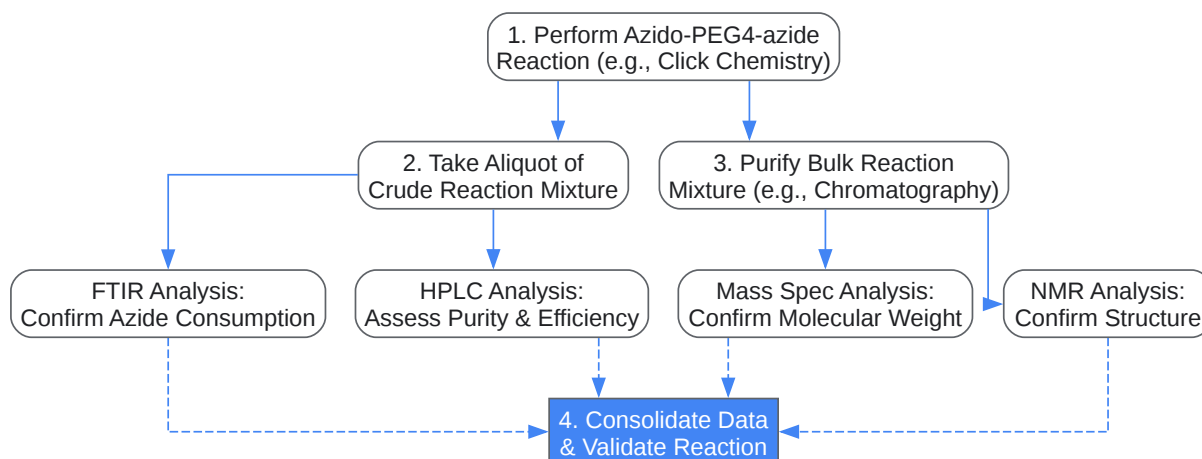 1. Perform Azido-PEG4-azide
Reaction (e.g., Click Chemistry)
2. Take Aliquot of
Crude Reaction Mixture
3. Purify Bulk Reaction
Mixture (e.g., Chromatography)
FTIR Analysis:
Confirm Azide Consumption
HPLC Analysis:
Assess Purity & Efficiency
Mass Spec Analysis:
Confirm Molecular Weight
NMR Analysis:
Confirm Structure
4. Consolidate Data
& Validate Reaction